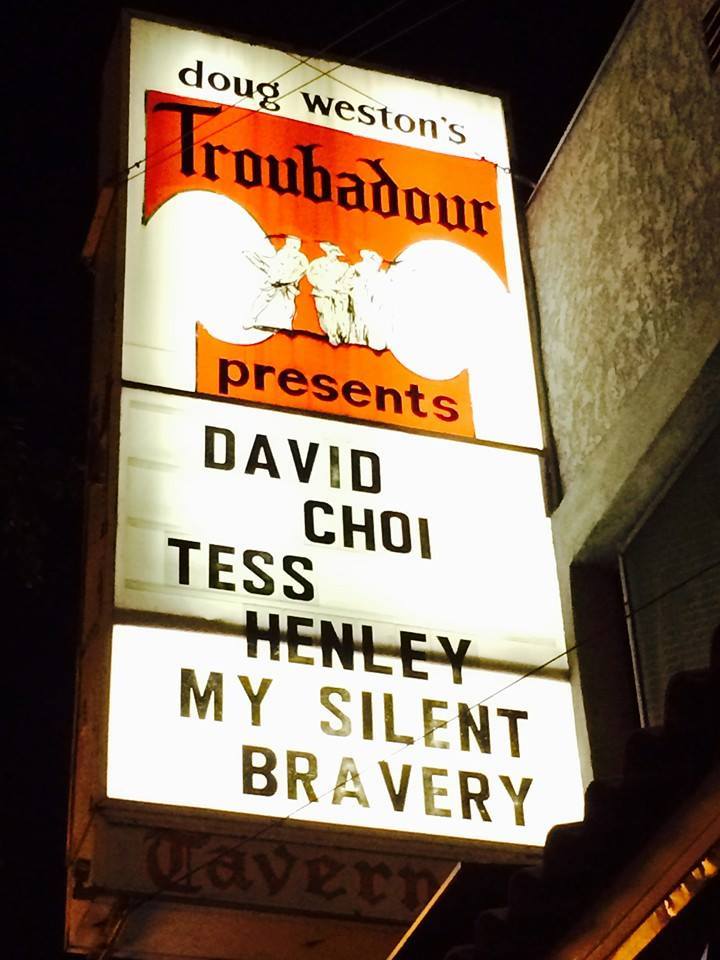 doug weston's
Troubadour
presents
DAVID
CHOI
TESS
HENLEY
MY SILENT
BRAVERY
Tavern